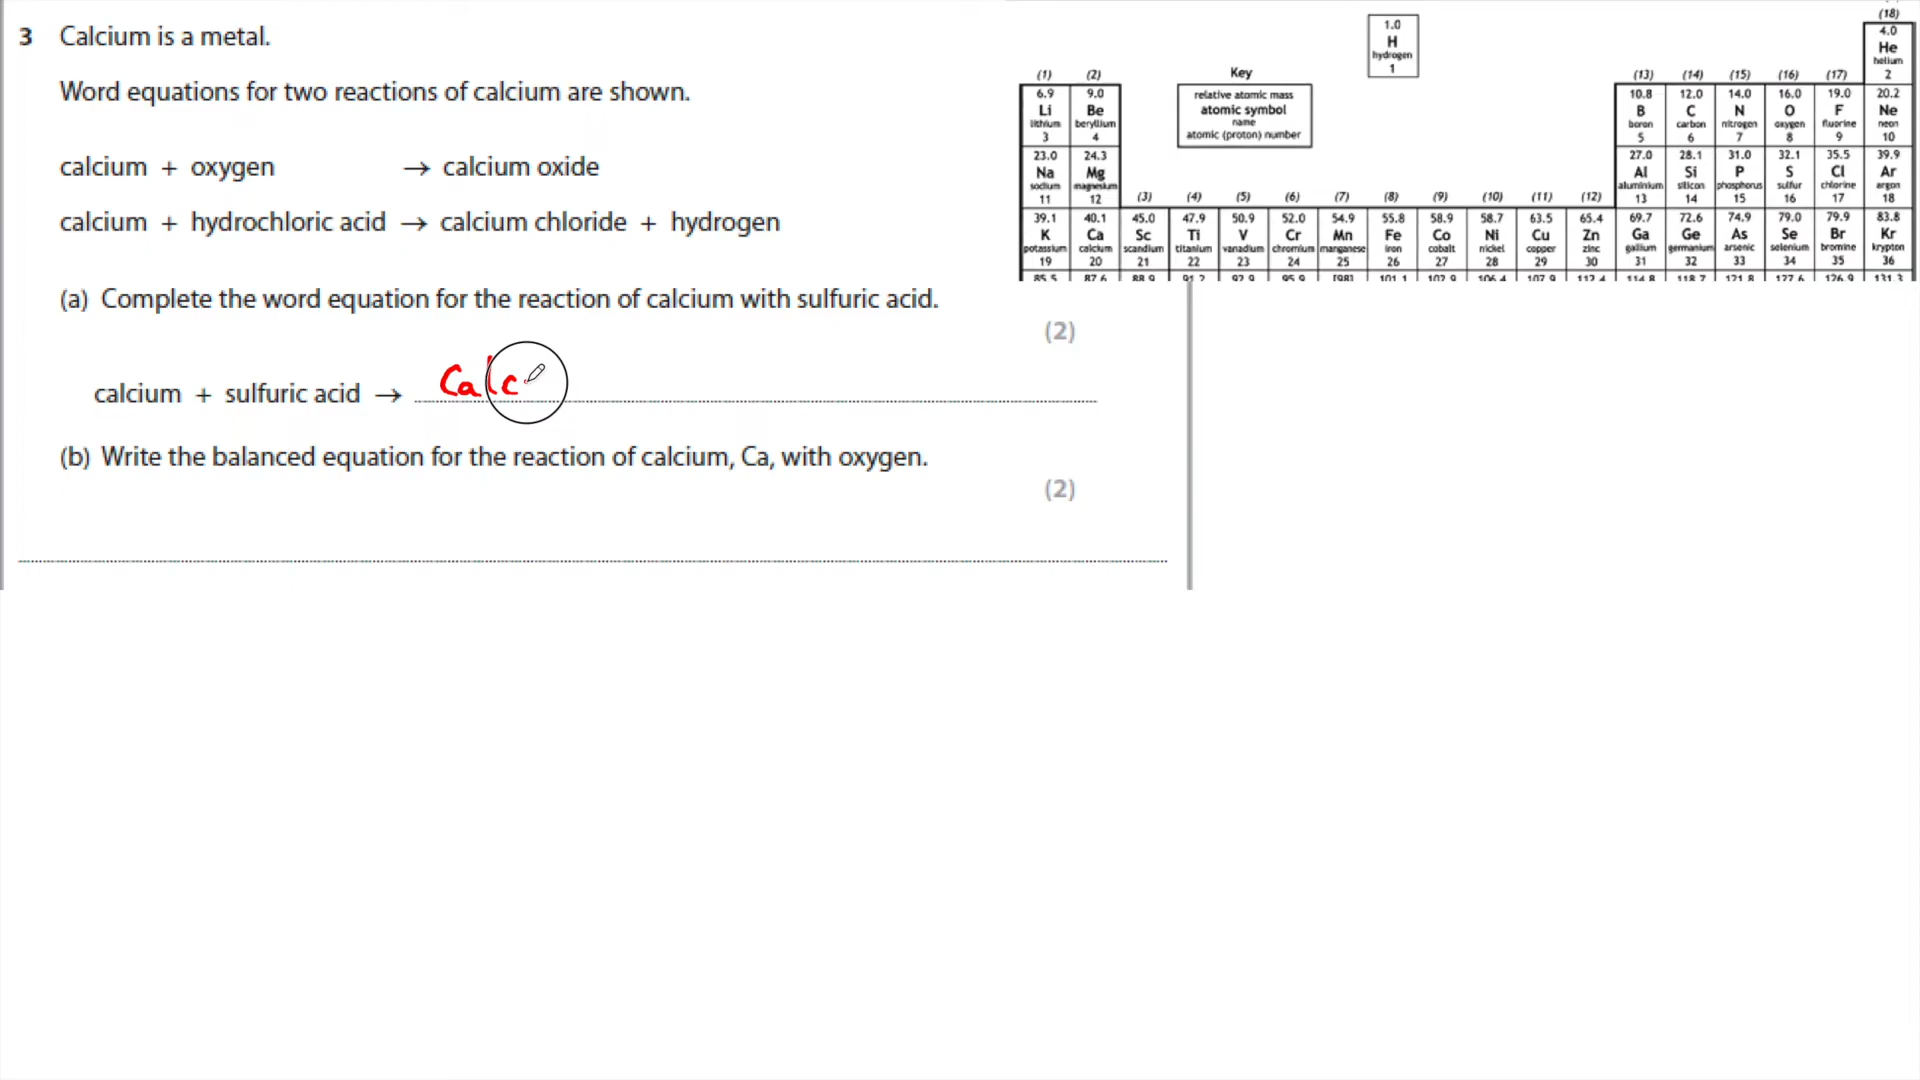 3 Calcium is a metal.
Word equations for two reactions of calcium are shown.
calcium + oxygen → calcium oxide
calcium + hydrochloric acid → calcium chloride + hydrogen
(a) Complete the word equation for the reaction of calcium with sulfuric acid.
(2)
calcium + sulfuric acid → Calc
(b) Write the balanced equation for the reaction of calcium, Ca, with oxygen.
(2)
(18)
1.0 4.0
H He
hydrogen helium
1 2
(1) (2) Key (13) (14) (15) (16) (17)
6.9 9.0 relative atomic mass 10.8 12.0 14.0 16.0 19.0 20.2
Li Be atomic symbol B C N O F Ne
lithium beryllium name boron carbon nitrogen oxygen fluorine neon
3 4 atomic (proton) number 5 6 7 8 9 10
23.0 24.3 27.0 28.1 31.0 32.1 35.5 39.9
Na Mg Al Si P S Cl Ar
sodium magnesium aluminium silicon phosphorus sulfur chlorine argon
11 12 (3) (4) (5) (6) (7) (8) (9) (10) (11) (12) 13 14 15 16 17 18
39.1 40.1 45.0 47.9 50.9 52.0 54.9 55.8 58.9 58.7 63.5 65.4 69.7 72.6 74.9 79.0 79.9 83.8
K Ca Sc Ti V Cr Mn Fe Co Ni Cu Zn Ga Ge As Se Br Kr
potassium calcium scandium titanium vanadium chromium manganese iron cobalt nickel copper zinc gallium germanium arsenic selenium bromine krypton
19 20 21 22 23 24 25 26 27 28 29 30 31 32 33 34 35 36